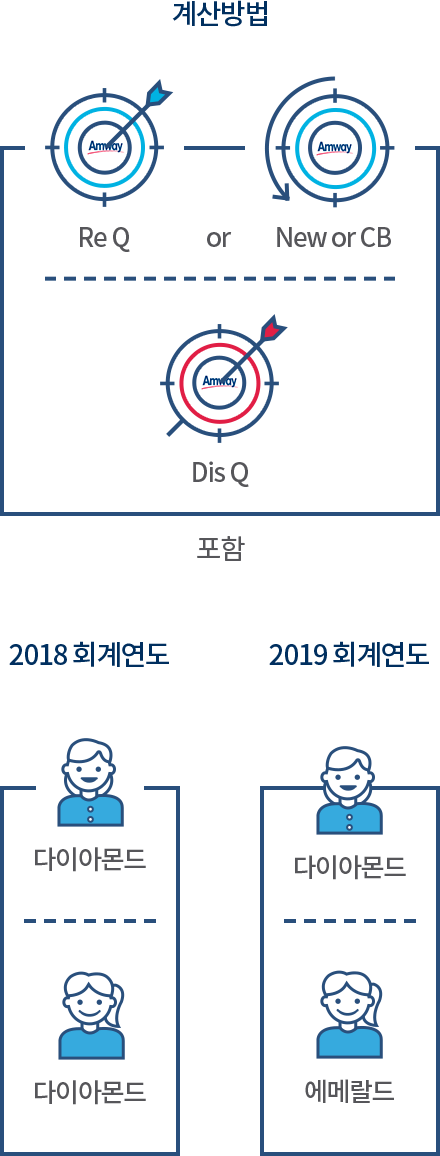 계산방법
Amway Amway
Re Q or New or CB
Amway
Dis Q
포함
2018 회계연도 2019 회계연도
다이아몬드 다이아몬드
다이아몬드 에메랄드